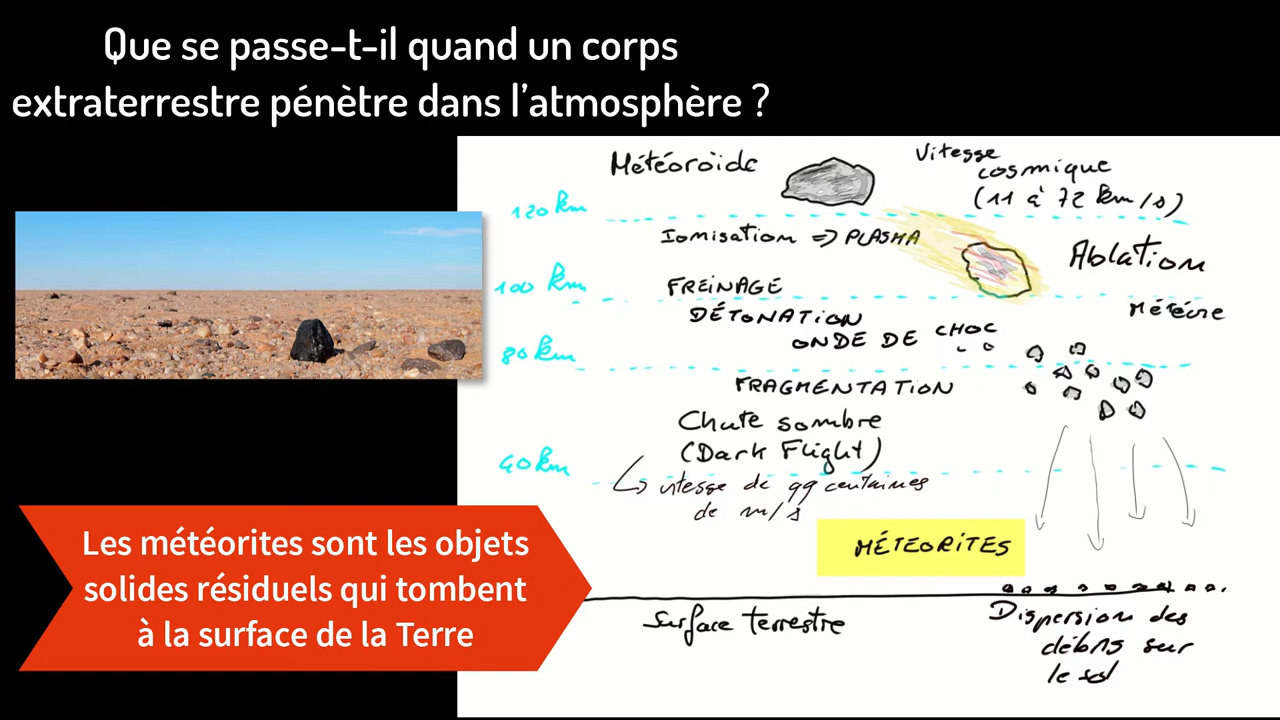 Que se passe-t-il quand un corps
extraterrestre pénètre dans l'atmosphère ?
Météoroïde
Vitesse
cosmique
(11 à 72 km/s)
120 km
Ionisation => PLASMA
Ablation
100 km
FREINAGE
Météore
DÉTONATION
ONDE DE CHOC
80 km
FRAGMENTATION
Chute sombre
(Dark Flight)
40 km
vitesse de qq centaines
de m/s
MÉTEORITES
Les météorites sont les objets
solides résiduels qui tombent
à la surface de la Terre
Surface terrestre
Dispersion des
débris sur
le sol